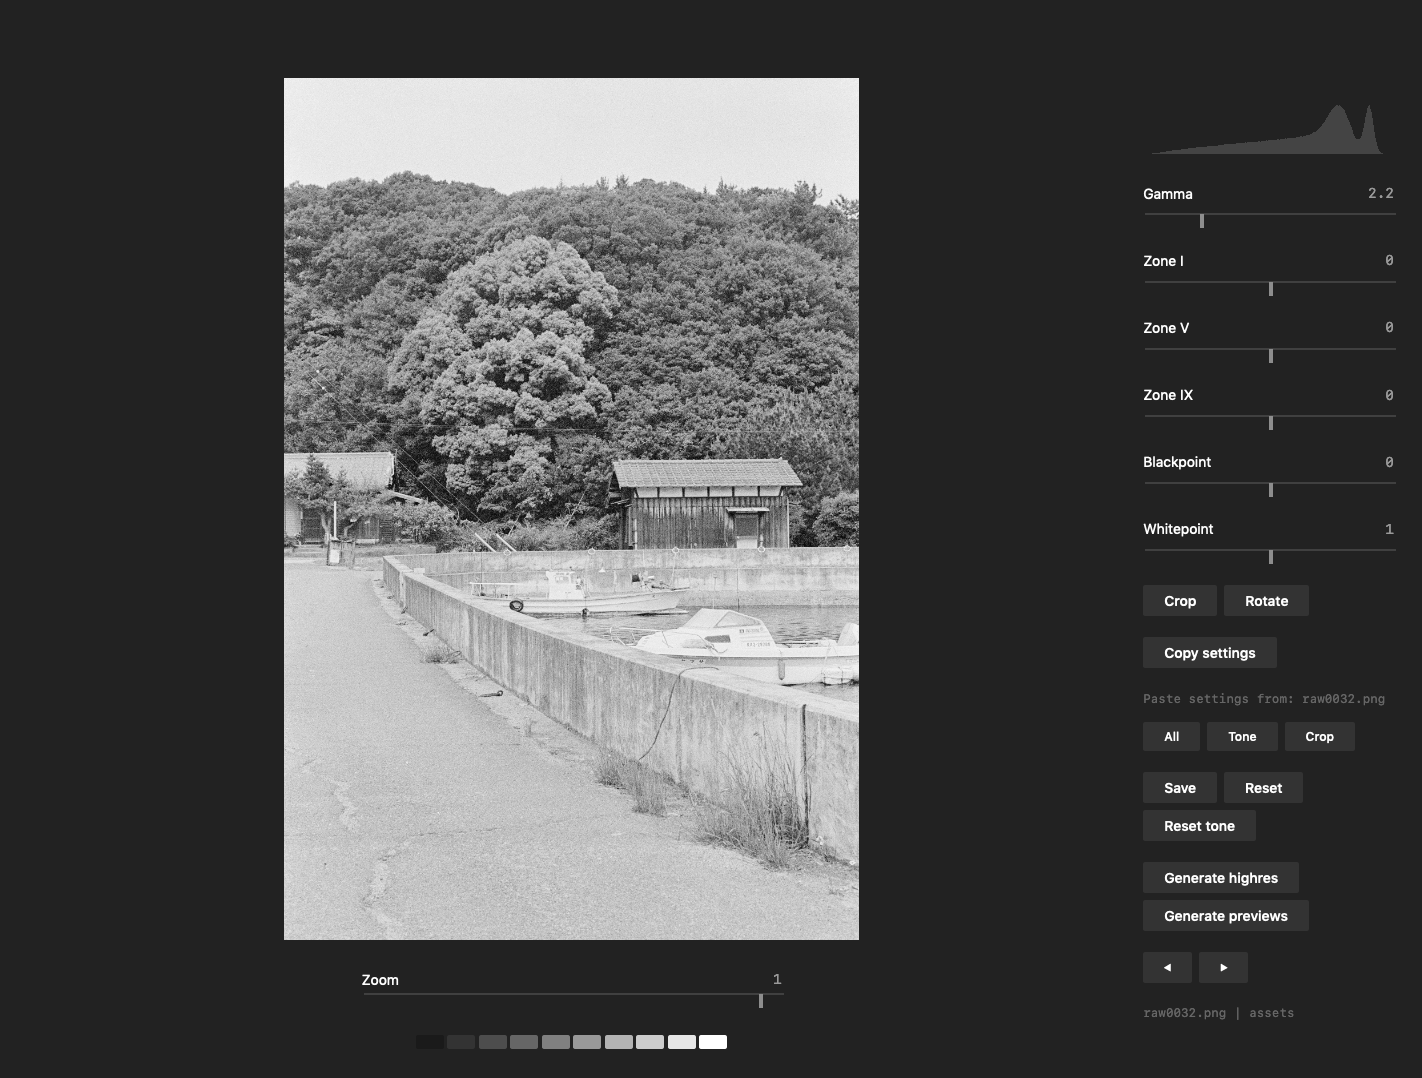 Gamma 2.2
Zone I 0
Zone V 0
Zone IX 0
Blackpoint 0
Whitepoint 1
Crop Rotate
Copy settings
Paste settings from: raw0032.png
All Tone Crop
Save Reset
Reset tone
Generate highres
Generate previews
raw0032.png | assets
Zoom 1